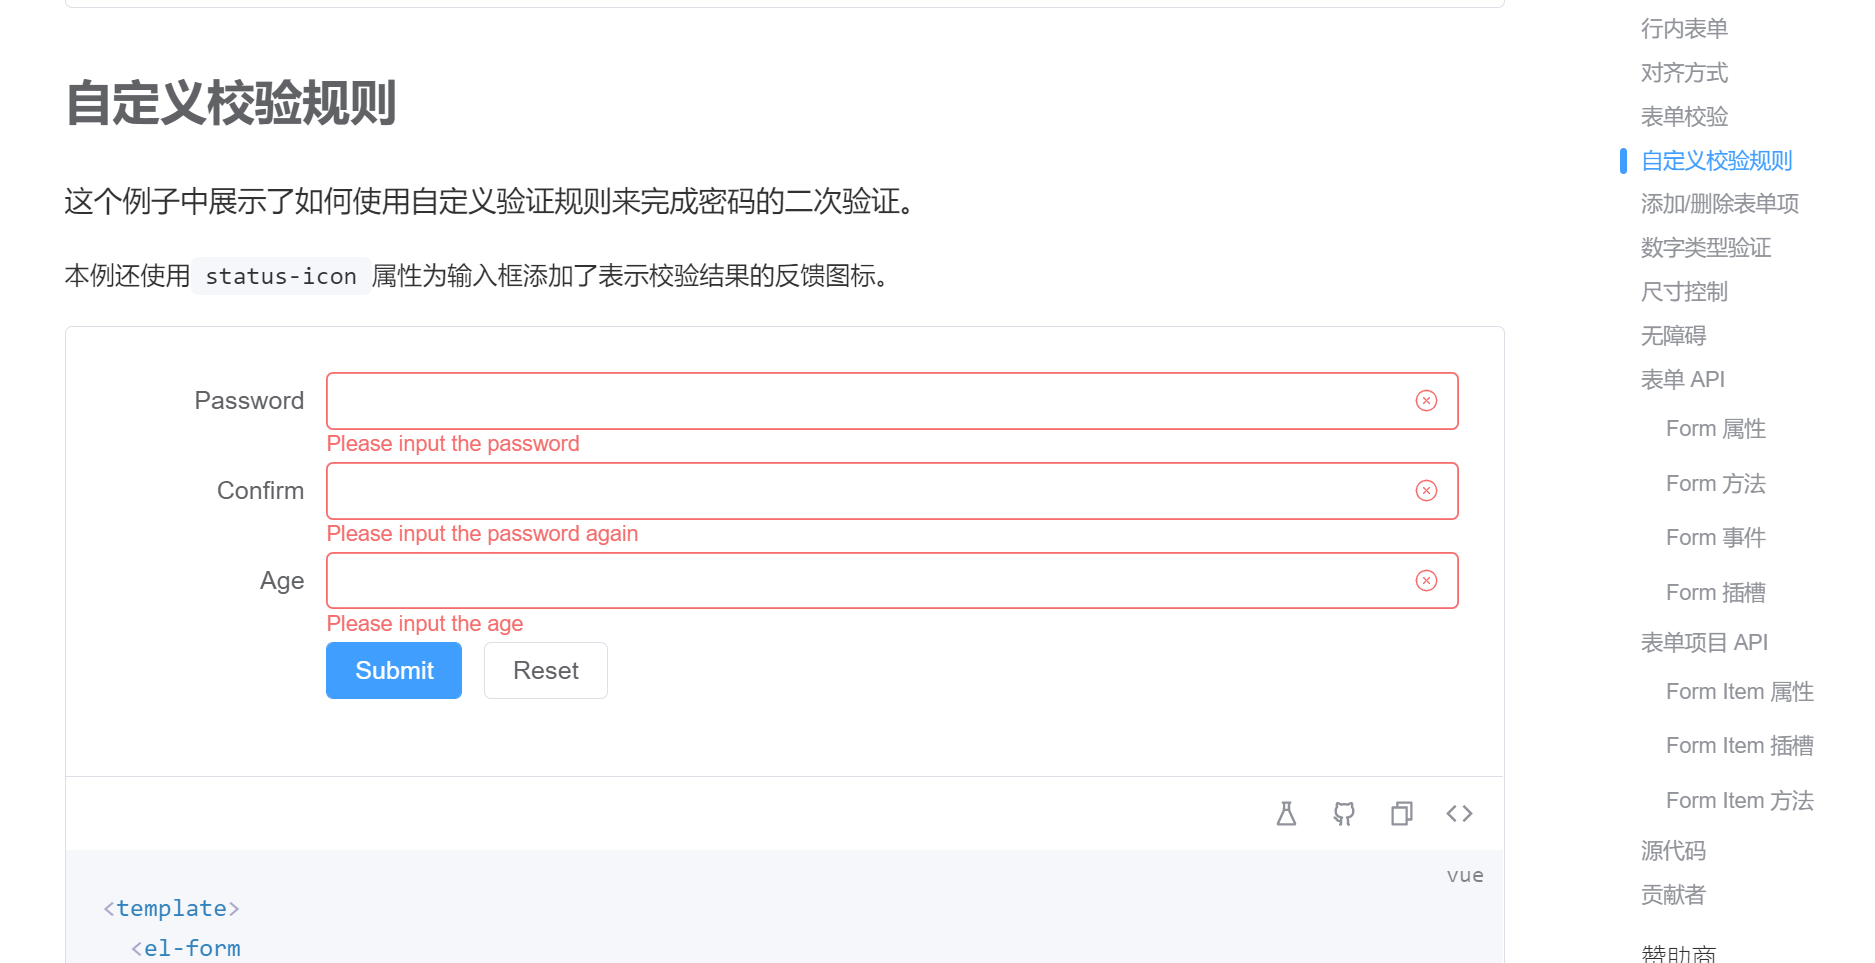 自定义校验规则
这个例子中展示了如何使用自定义验证规则来完成密码的二次验证。
本例还使用 status-icon 属性为输入框添加了表示校验结果的反馈图标。
Password
Please input the password
Confirm
Please input the password again
Age
Please input the age
Submit Reset
vue
<template>
<el-form
行内表单
对齐方式
表单校验
自定义校验规则
添加/删除表单项
数字类型验证
尺寸控制
无障碍
表单 API
Form 属性
Form 方法
Form 事件
Form 插槽
表单项目 API
Form Item 属性
Form Item 插槽
Form Item 方法
源代码
贡献者
赞助商